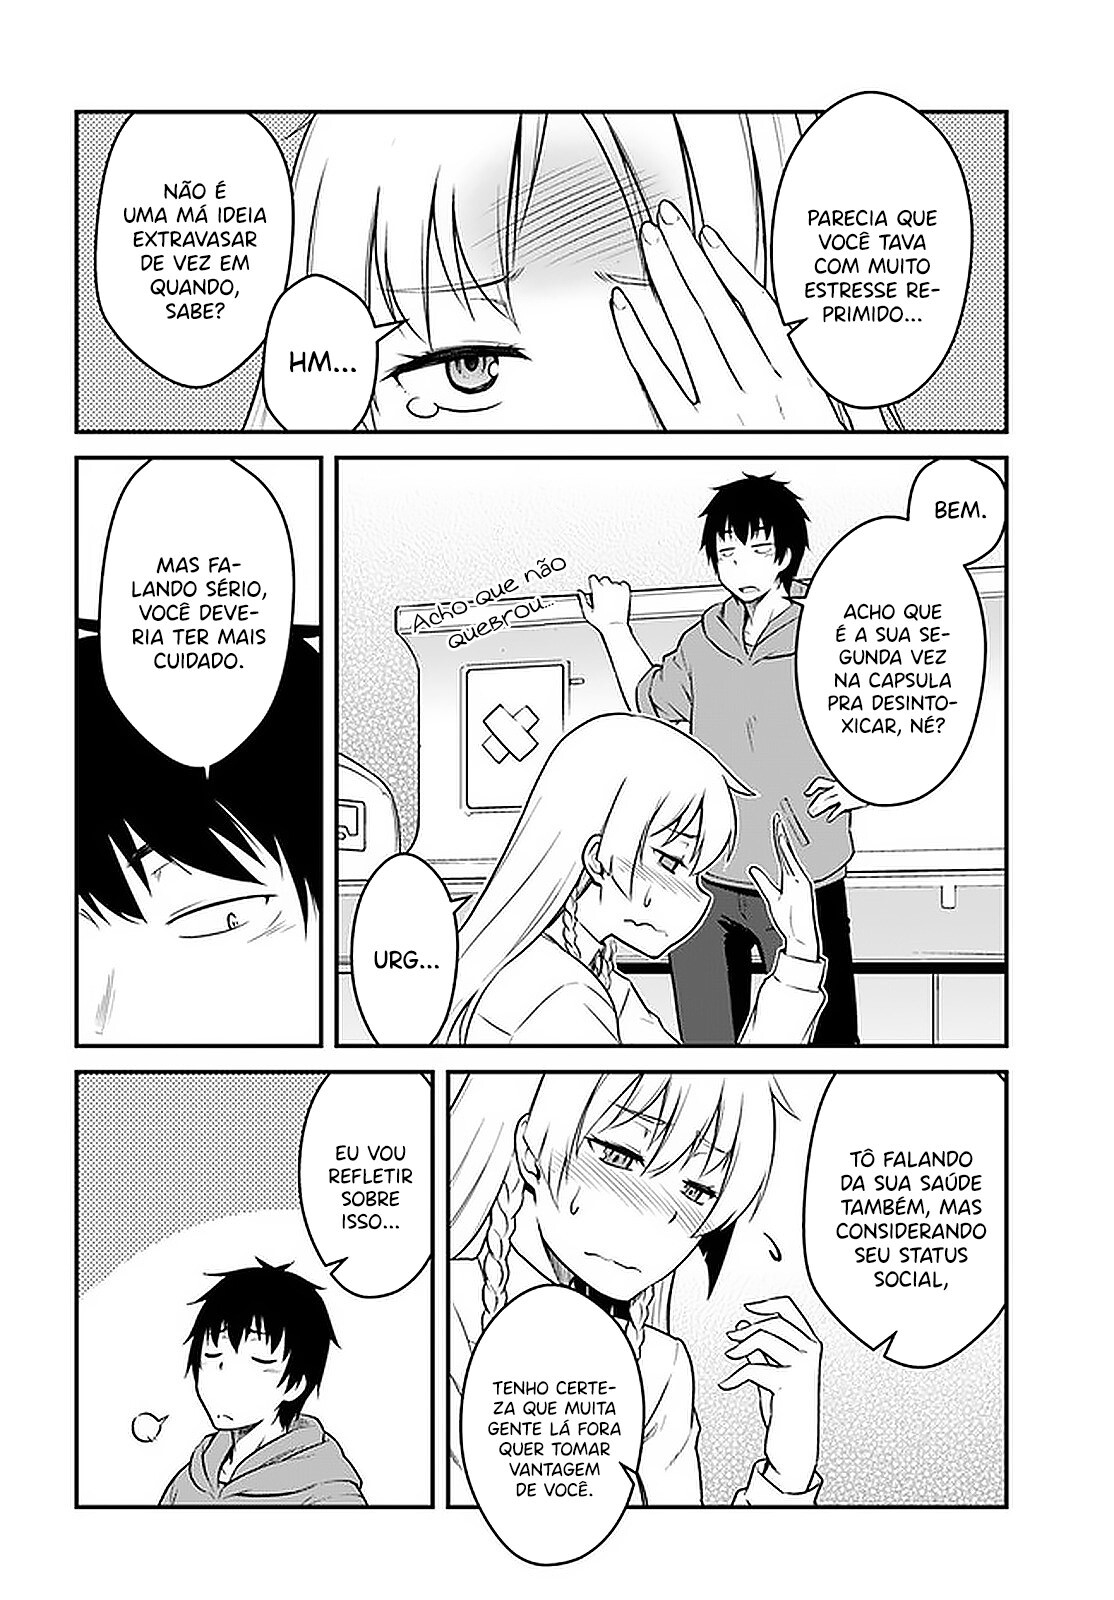 PARECIA QUE
VOCÊ TAVA
COM MUITO
ESTRESSE RE-
PRIMIDO...
NÃO É
UMA MÁ IDEIA
EXTRAVASAR
DE VEZ EM
QUANDO,
SABE?
HM...
BEM.
ACHO QUE
É A SUA SE-
GUNDA VEZ
NA CAPSULA
PRA DESINTO-
XICAR, NÉ?
Acho que não
quebrou...
URG...
MAS FA-
LANDO SÉRIO,
VOCÊ DEVE-
RIA TER MAIS
CUIDADO.
TÔ FALANDO
DA SUA SAÚDE
TAMBÉM, MAS
CONSIDERANDO
SEU STATUS
SOCIAL,
TENHO CERTE-
ZA QUE MUITA
GENTE LÁ FORA
QUER TOMAR
VANTAGEM
DE VOCÊ.
EU VOU
REFLETIR
SOBRE
ISSO...